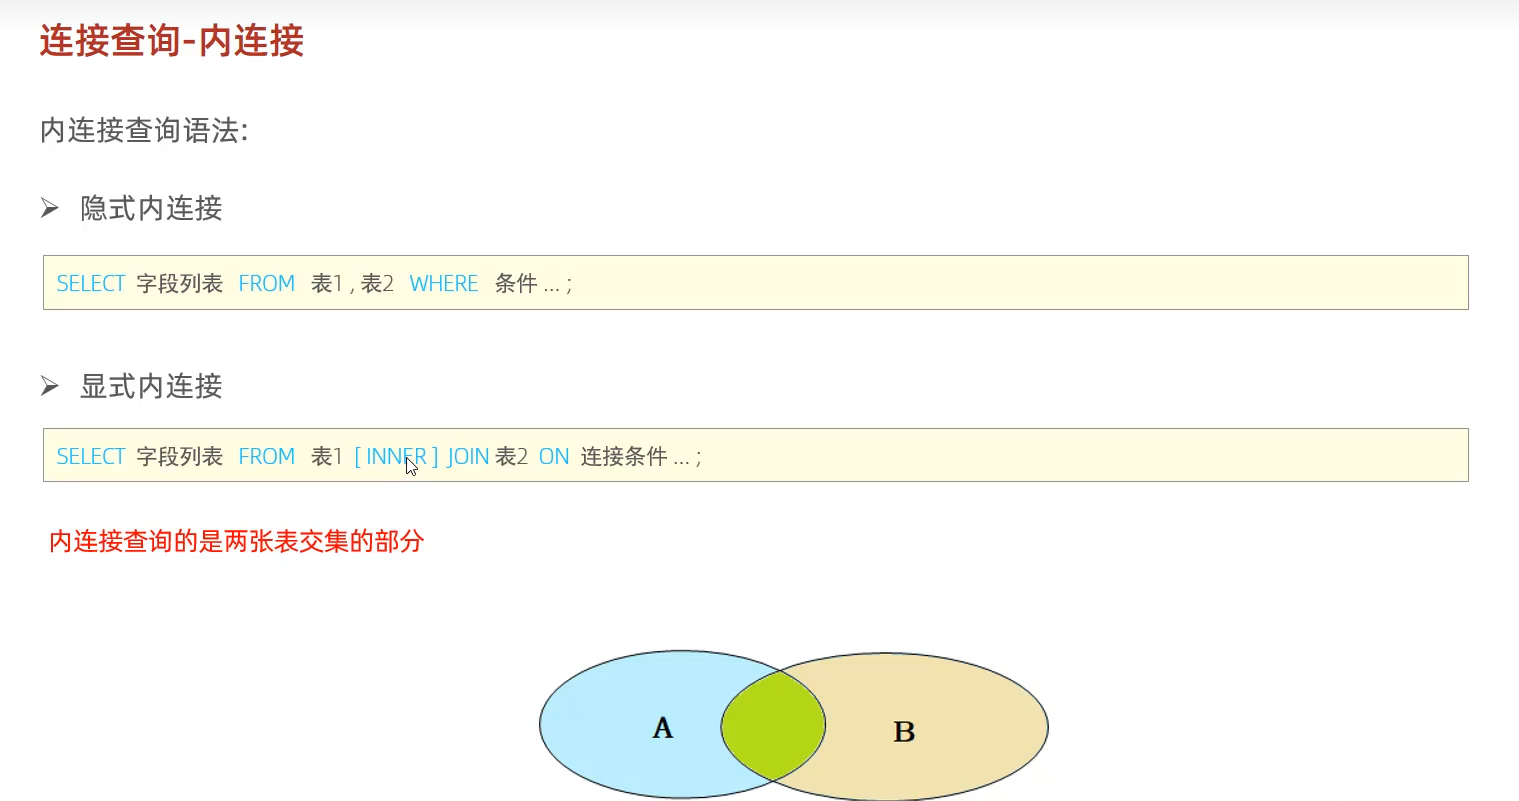 连接查询-内连接
内连接查询语法:
➢ 隐式内连接
SELECT 字段列表 FROM 表1 , 表2 WHERE 条件 ... ;
➢ 显式内连接
SELECT 字段列表 FROM 表1 [ INNER ] JOIN 表2 ON 连接条件 ... ;
内连接查询的是两张表交集的部分
A
B